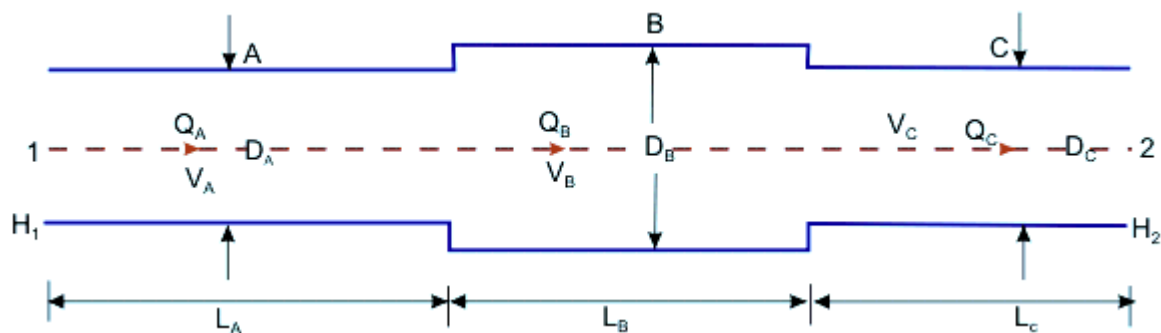 B
A
C
Q_A
Q_B
V_C
Q_C
1
D_A
D_B
D_C
2
V_A
V_B
H_1
H_2
L_A
L_B
L_c